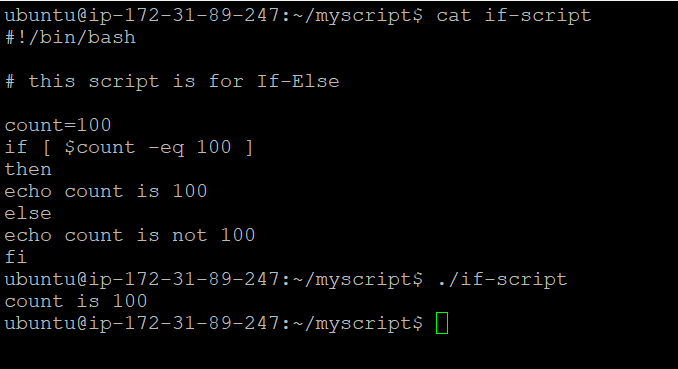 ubuntu@ip-172-31-89-247:~/myscript$ cat if-script
#!/bin/bash
# this script is for If-Else
count=100
if [ $count -eq 100 ]
then
echo count is 100
else
echo count is not 100
fi
ubuntu@ip-172-31-89-247:~/myscript$ ./if-script
count is 100
ubuntu@ip-172-31-89-247:~/myscript$